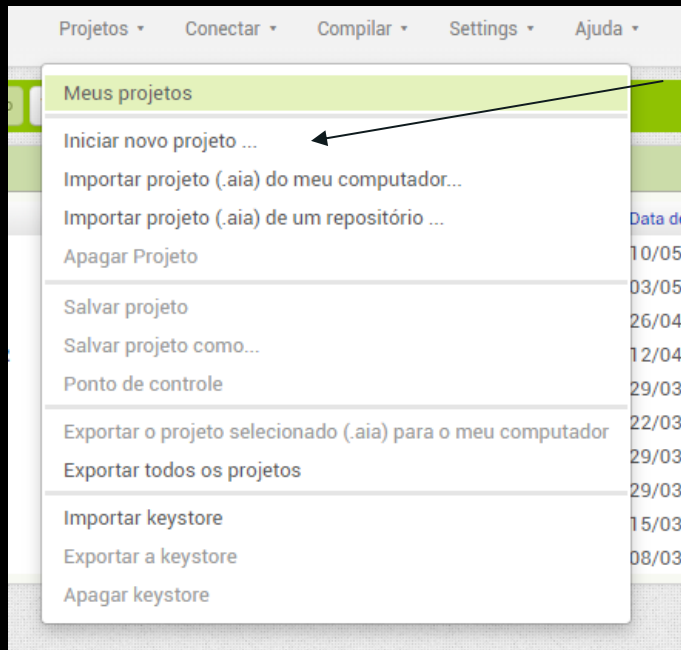 Projetos Conectar Compilar Settings Ajuda
Meus projetos
Iniciar novo projeto ...
Importar projeto (.aia) do meu computador...
Importar projeto (.aia) de um repositório ...
Data de
Apagar Projeto
10/05
03/05
Salvar projeto
26/04
Salvar projeto como...
12/04
Ponto de controle
29/03
22/03
Exportar o projeto selecionado (.aia) para o meu computador
29/03
Exportar todos os projetos
29/03
Importar keystore
15/03
Exportar a keystore
08/03
Apagar keystore